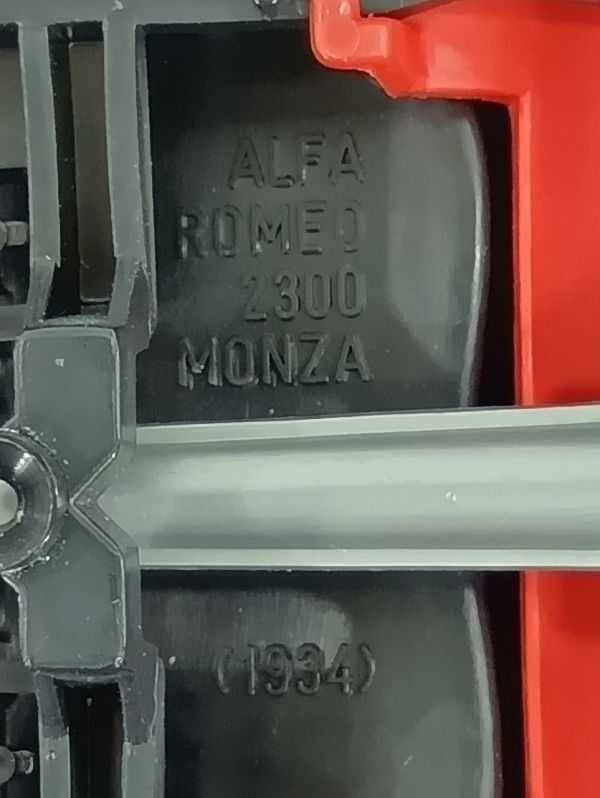 ALFA
ROMEO
2300
MONZA
(1934)